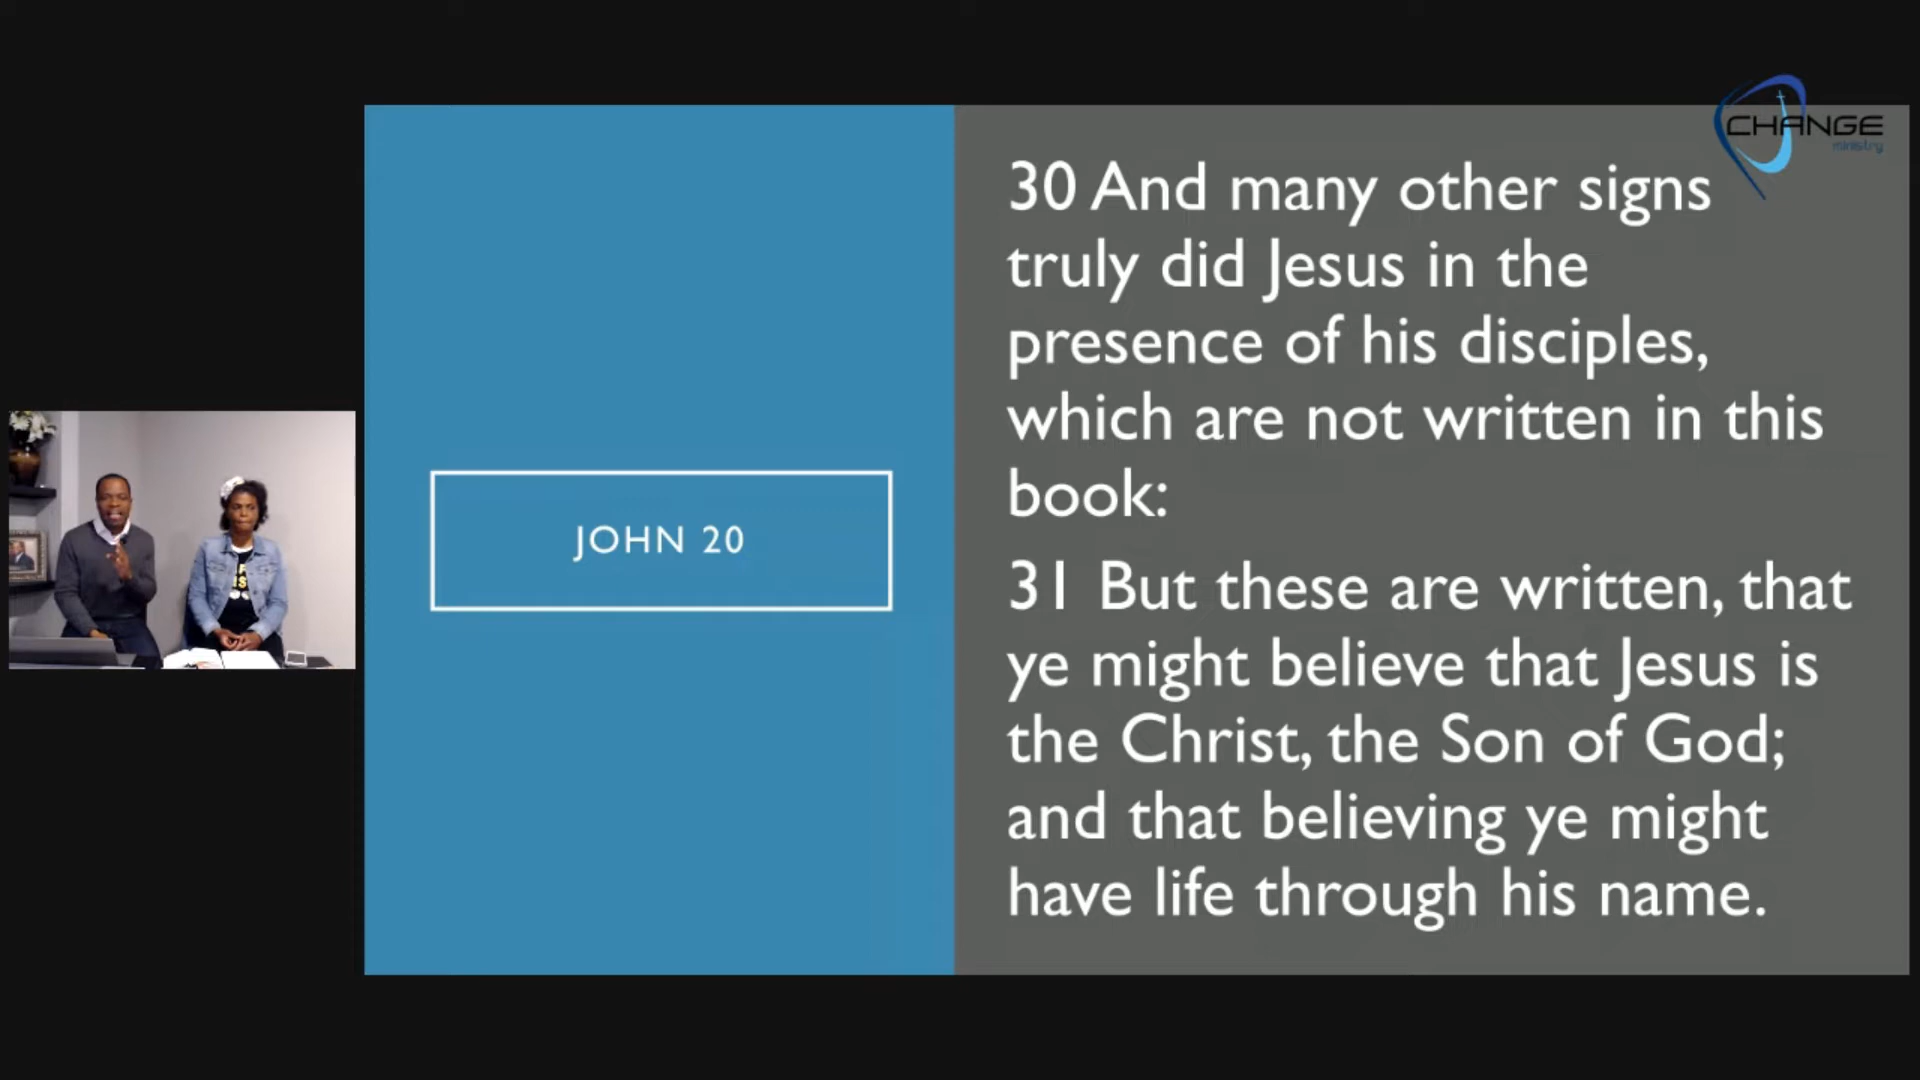 CHANGE
ministry
JOHN 20
30 And many other signs
truly did Jesus in the
presence of his disciples,
which are not written in this
book:
31 But these are written, that
ye might believe that Jesus is
the Christ, the Son of God;
and that believing ye might
have life through his name.